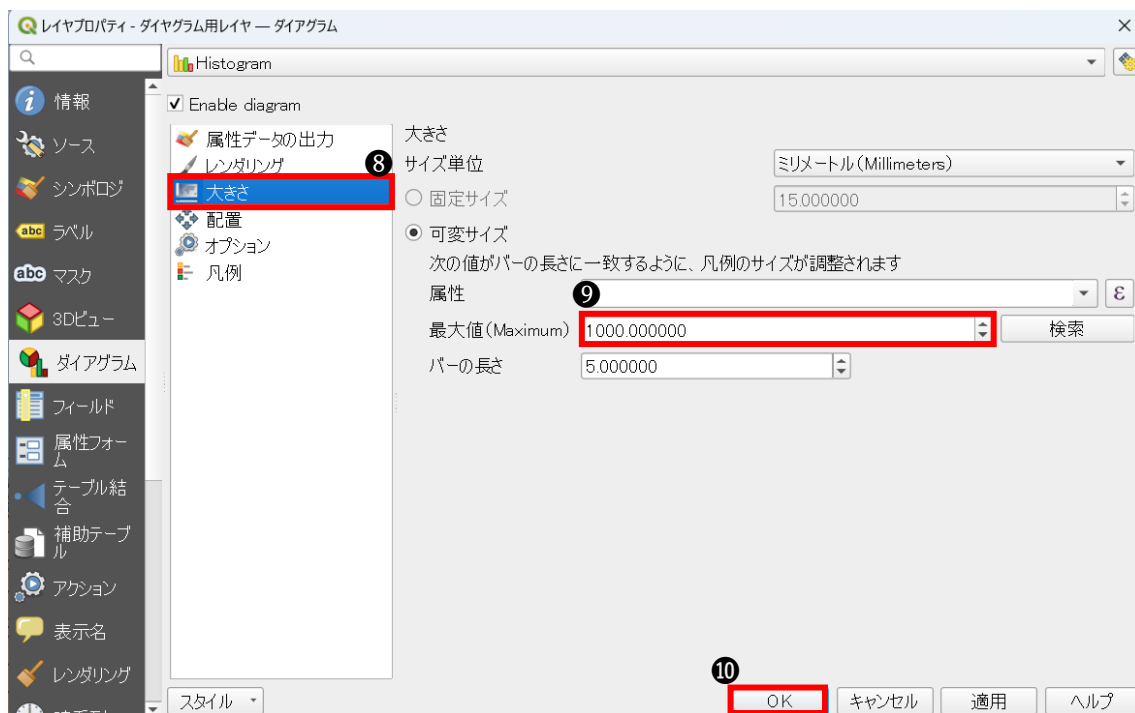 レイヤプロパティ - ダイヤグラム用レイヤ — ダイアグラム
Histogram
情報
ソース
シンボロジ
abc ラベル
abc マスク
3Dビュー
ダイアグラム
フィールド
属性フォー
ム
テーブル結
合
補助テーブ
ル
アクション
表示名
レンダリング
Enable diagram
属性データの出力
レンダリング
❽
大きさ
配置
オプション
凡例
大きさ
サイズ単位 ミリメートル(Millimeters)
固定サイズ 15.000000
可変サイズ
次の値がバーの長さに一致するように、凡例のサイズが調整されます
属性 ❾ ε
最大値(Maximum) 1000.000000 検索
バーの長さ 5.000000
❿
スタイル OK キャンセル 適用 ヘルプ